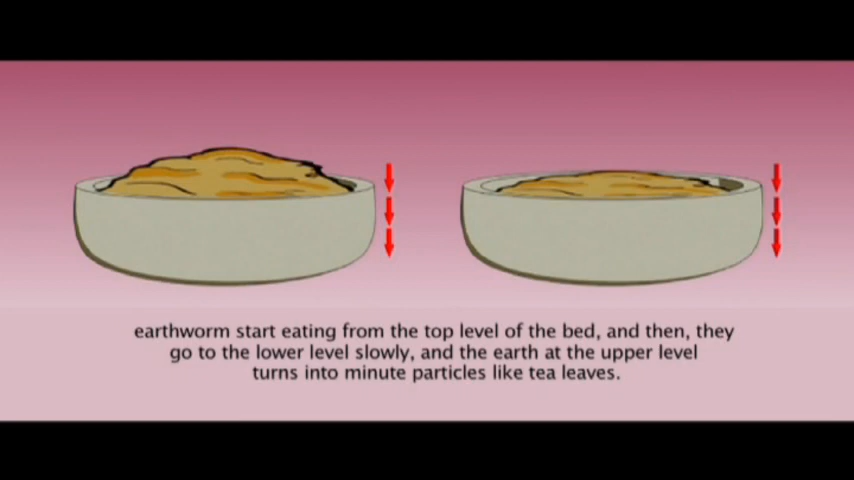 earthworm start eating from the top level of the bed, and then, they
go to the lower level slowly, and the earth at the upper level
turns into minute particles like tea leaves.